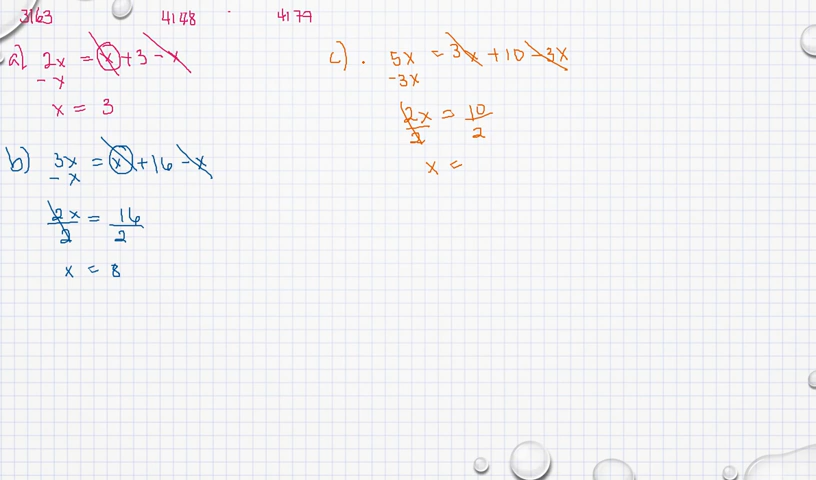 3163 4148 4179
a) 2x = x + 3 - x
- x
x = 3
b) 3x = x + 16 - x
- x
2x/2 = 16/2
x = 8
c) . 5x = 3x + 10 - 3x
-3x
2x/2 = 10/2
x =